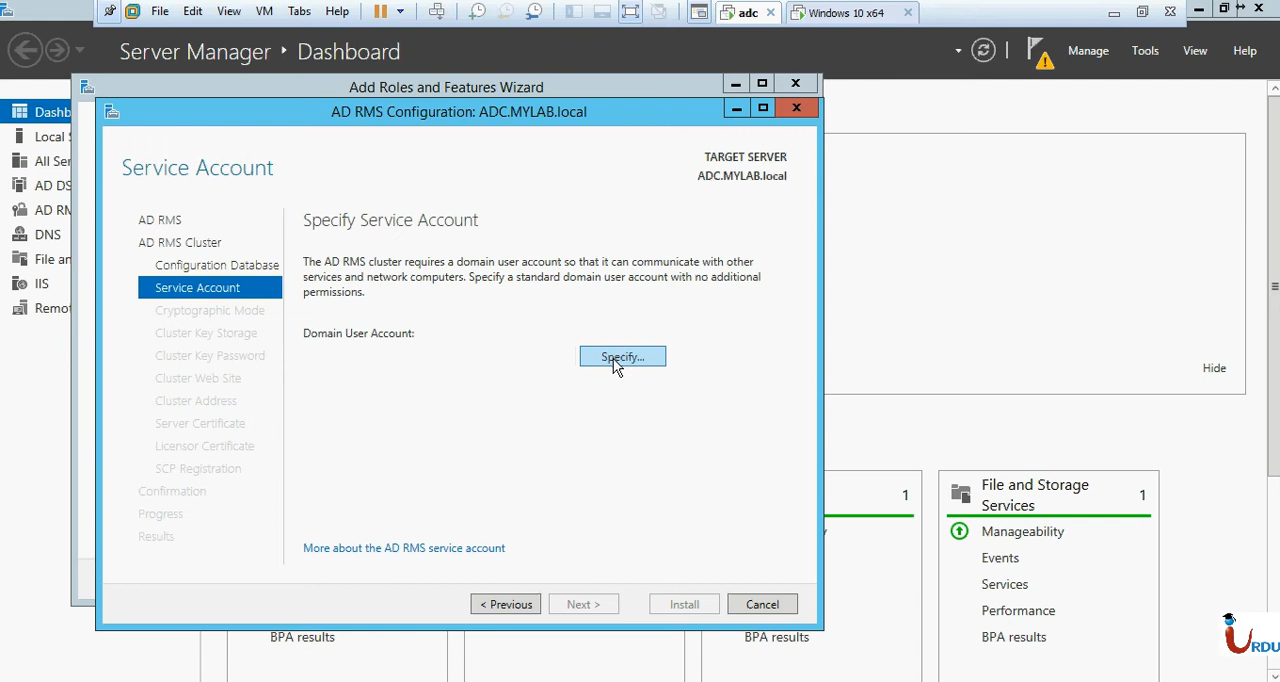 File Edit View VM Tabs Help
adc
Windows 10 x64
Server Manager
Dashboard
Manage Tools View Help
Dashb
Local S
All Ser
AD DS
AD RM
DNS
File an
IIS
Remot
Add Roles and Features Wizard
AD RMS Configuration: ADC.MYLAB.local
Service Account
TARGET SERVER
ADC.MYLAB.local
AD RMS
AD RMS Cluster
Configuration Database
Service Account
Cryptographic Mode
Cluster Key Storage
Cluster Key Password
Cluster Web Site
Cluster Address
Server Certificate
Licensor Certificate
SCP Registration
Confirmation
Progress
Results
Specify Service Account
The AD RMS cluster requires a domain user account so that it can communicate with other
services and network computers. Specify a standard domain user account with no additional
permissions.
Domain User Account:
Specify...
More about the AD RMS service account
< Previous
Next >
Install
Cancel
Hide
1
File and Storage
Services
1
Manageability
Events
Services
Performance
BPA results
BPA results
BPA results
URDU